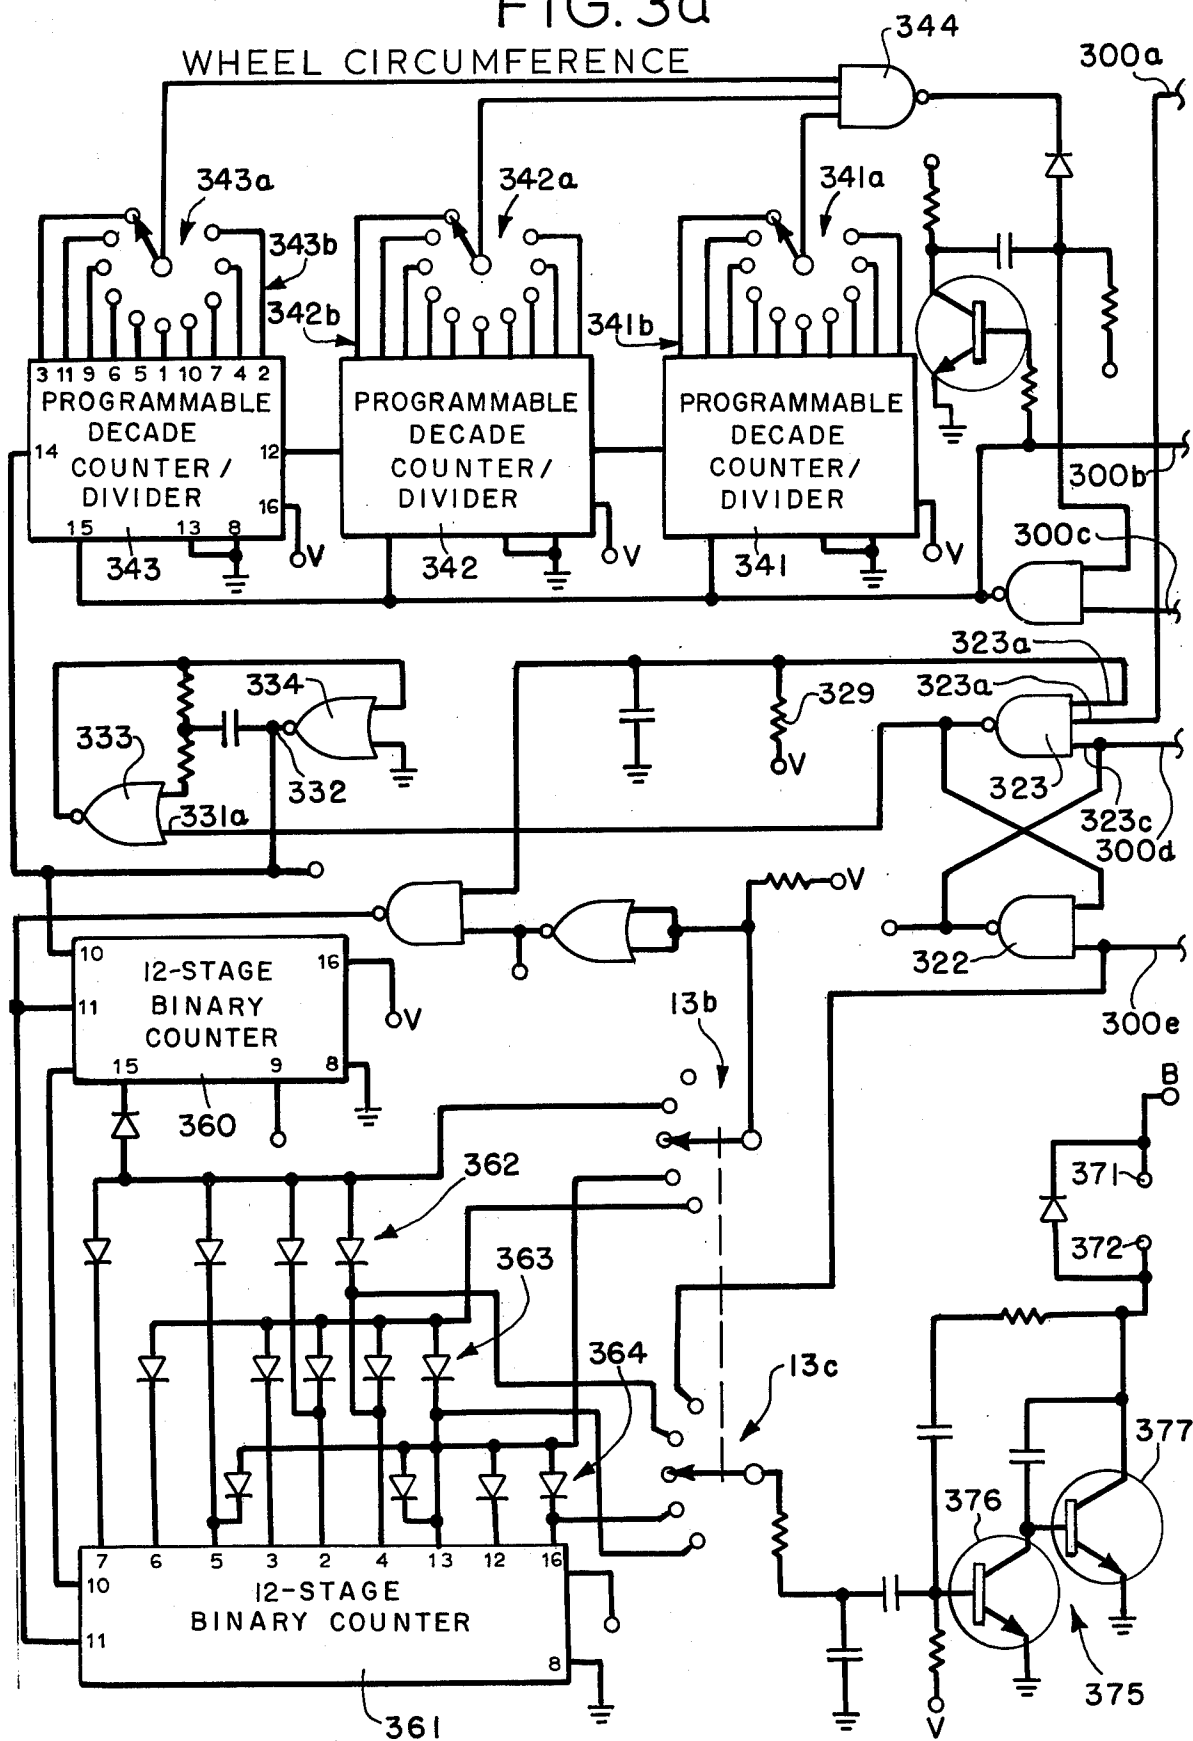 FIG. 3a
WHEEL CIRCUMFERENCE
344
300a
343a
342a
341a
343b
342b
341b
3 11 9 6 5 1 10 7 4 2
PROGRAMMABLE
DECADE
COUNTER/
DIVIDER
14
12
16
15
13
8
V
343
PROGRAMMABLE
DECADE
COUNTER/
DIVIDER
V
342
PROGRAMMABLE
DECADE
COUNTER/
DIVIDER
V
341
300b
300c
323a
323a
334
329
333
332
V
323
331a
323c
300d
V
322
300e
10
12-STAGE
BINARY
COUNTER
16
11
V
15
9
8
360
13b
B
362
371
363
372
364
13c
377
376
7 6 5 3 2 4 13 12 16
10
12-STAGE
BINARY COUNTER
11
8
361
375
V